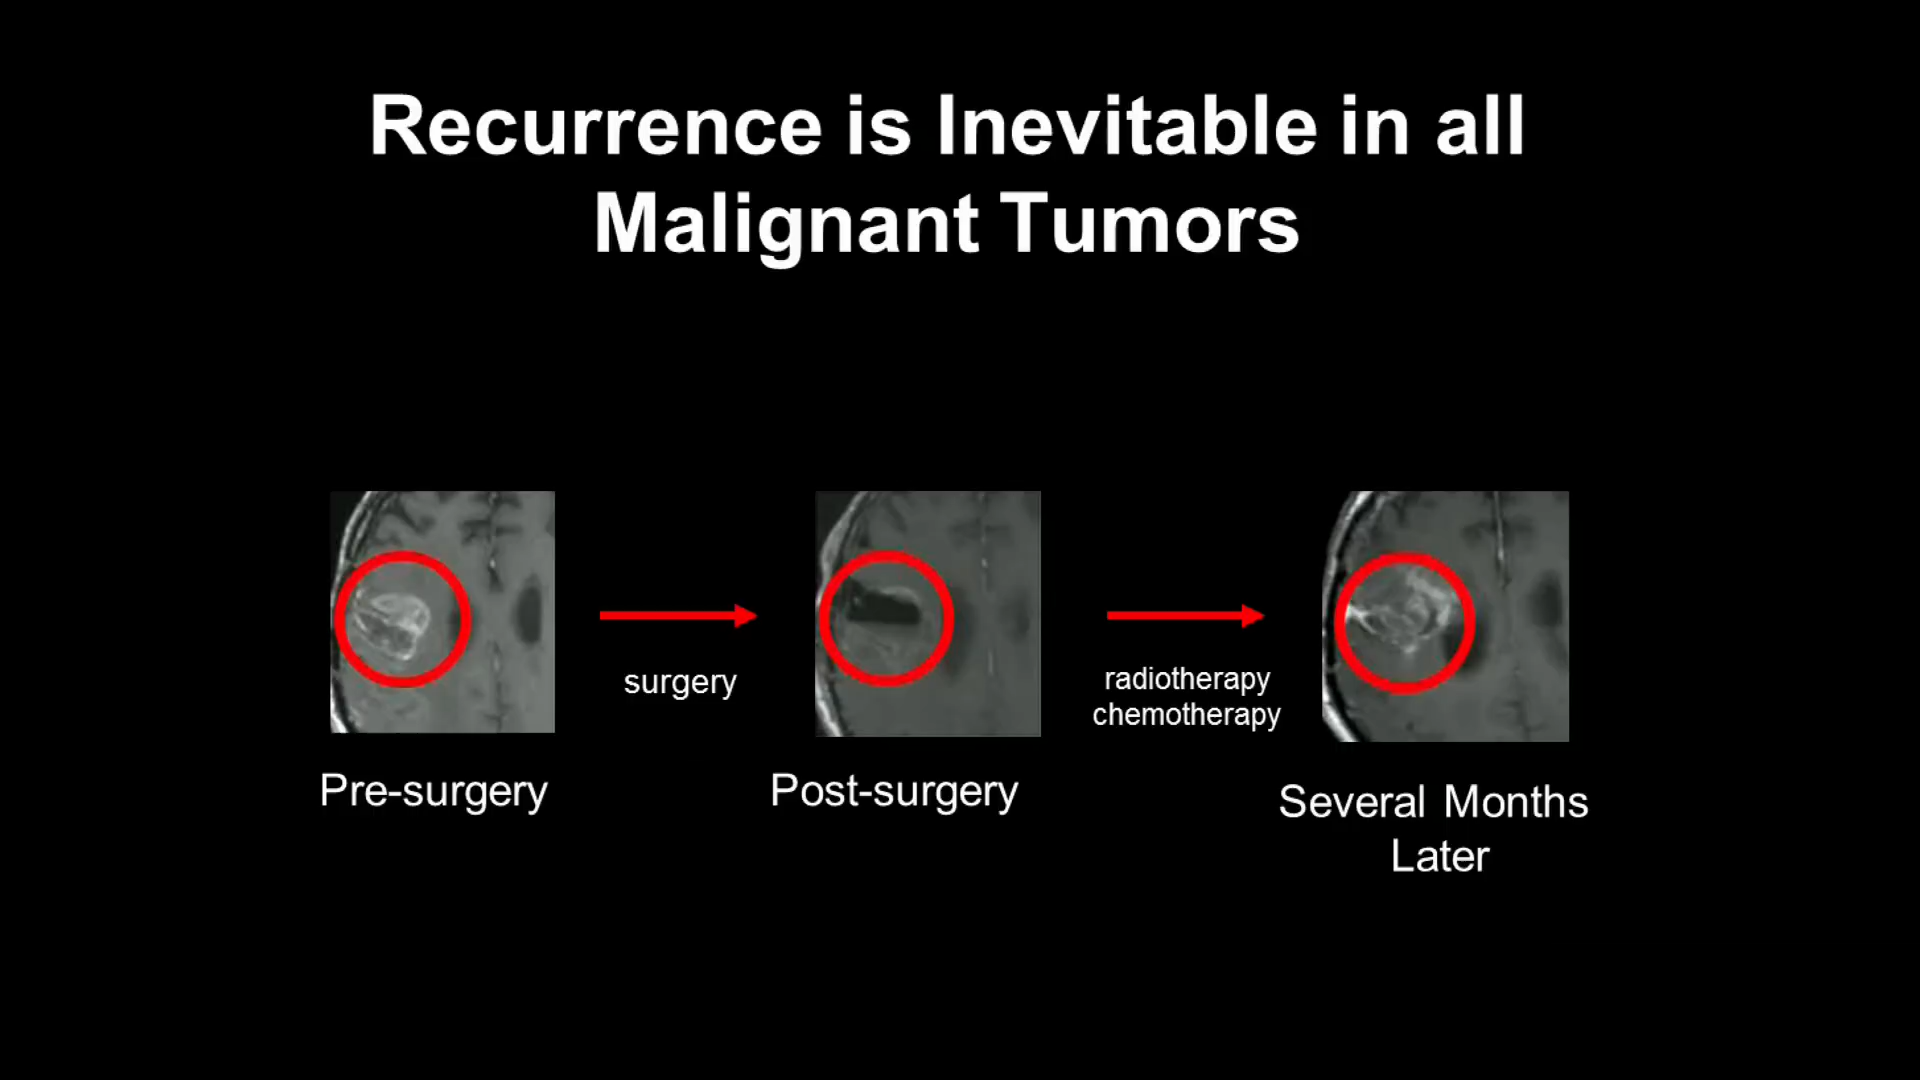 Recurrence is Inevitable in all
Malignant Tumors
surgery
radiotherapy
chemotherapy
Pre-surgery
Post-surgery
Several Months
Later